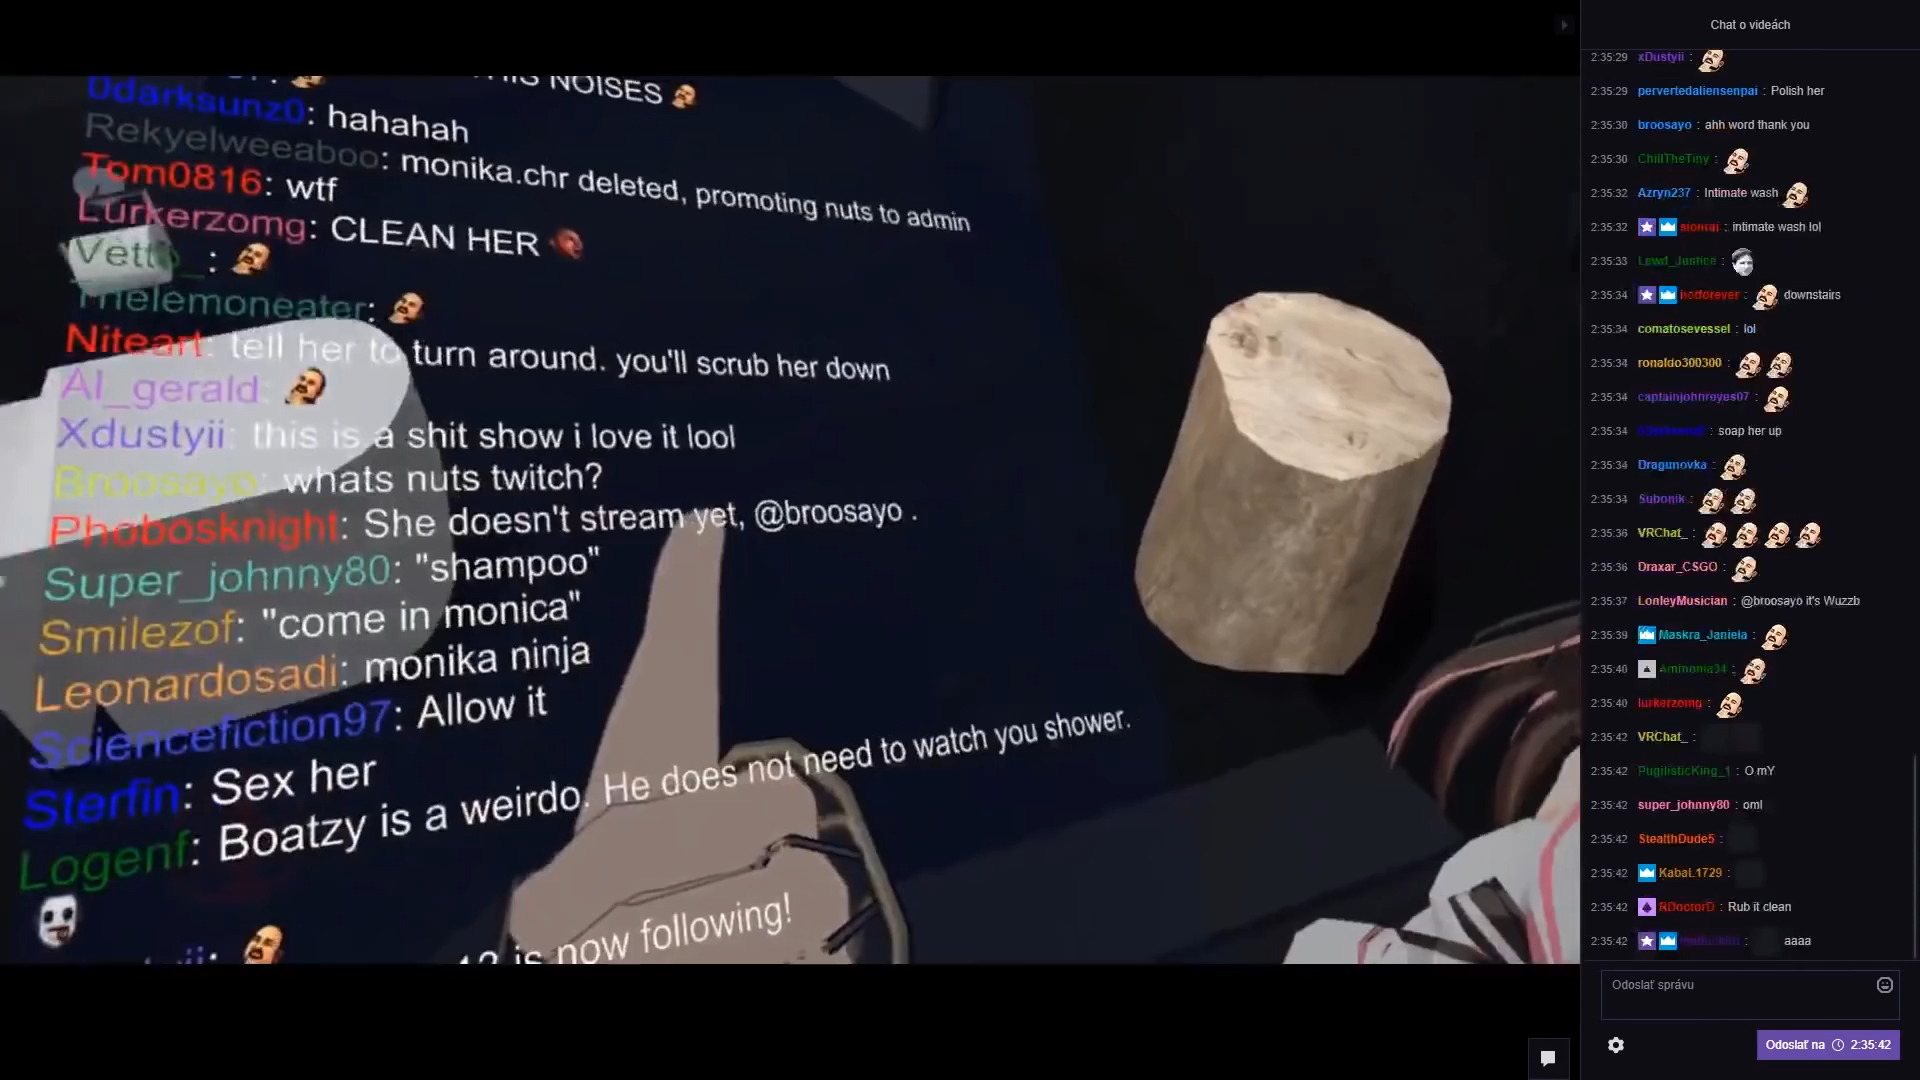 HIS NOISES
0darksunz0: hahahah
Rekyelweeaboo: monika.chr deleted, promoting nuts to admin
Tom0816: wtf
Lurkerzomg: CLEAN HER
Vetto_:
Thelemoneater:
Niteart: tell her to turn around. you'll scrub her down
Al_gerald:
Xdustyii: this is a shit show i love it lool
Broosayo: whats nuts twitch?
Phobosknight: She doesn't stream yet, @broosayo .
Super_johnny80: "shampoo"
Smilezof: "come in monica"
Leonardosadi: monika ninja
Sciencefiction97: Allow it
Sterfin: Sex her
Logenf: Boatzy is a weirdo. He does not need to watch you shower.
is now following!
Chat o videách
2:35:29 xDustyii :
2:35:29 pervertedaliensenpai : Polish her
2:35:30 broosayo : ahh word thank you
2:35:30 ChillTheTiny :
2:35:32 Azryn237 : Intimate wash
2:35:32 : intimate wash lol
2:35:33 Lewd_Justice :
2:35:34 hotforever : downstairs
2:35:34 comatosevessel : lol
2:35:34 ronaldo300300 :
2:35:34 captainjohnreyes07 :
2:35:34 : soap her up
2:35:34 Dragunovka :
2:35:34 Subonik :
2:35:36 VRChat_ :
2:35:36 Draxar_CSGO :
2:35:37 LonleyMusician : @broosayo it's Wuzzb
2:35:39 Maskra_Janiela :
2:35:40 Aminonia34 :
2:35:40 lurkerzomg :
2:35:42 VRChat_ :
2:35:42 PugilisticKing_1 : O mY
2:35:42 super_johnny80 : oml
2:35:42 StealthDude5 :
2:35:42 KabaL1729 :
2:35:42 RDoctorD : Rub it clean
2:35:42 : aaaa
Odoslať správu
Odoslať na 2:35:42